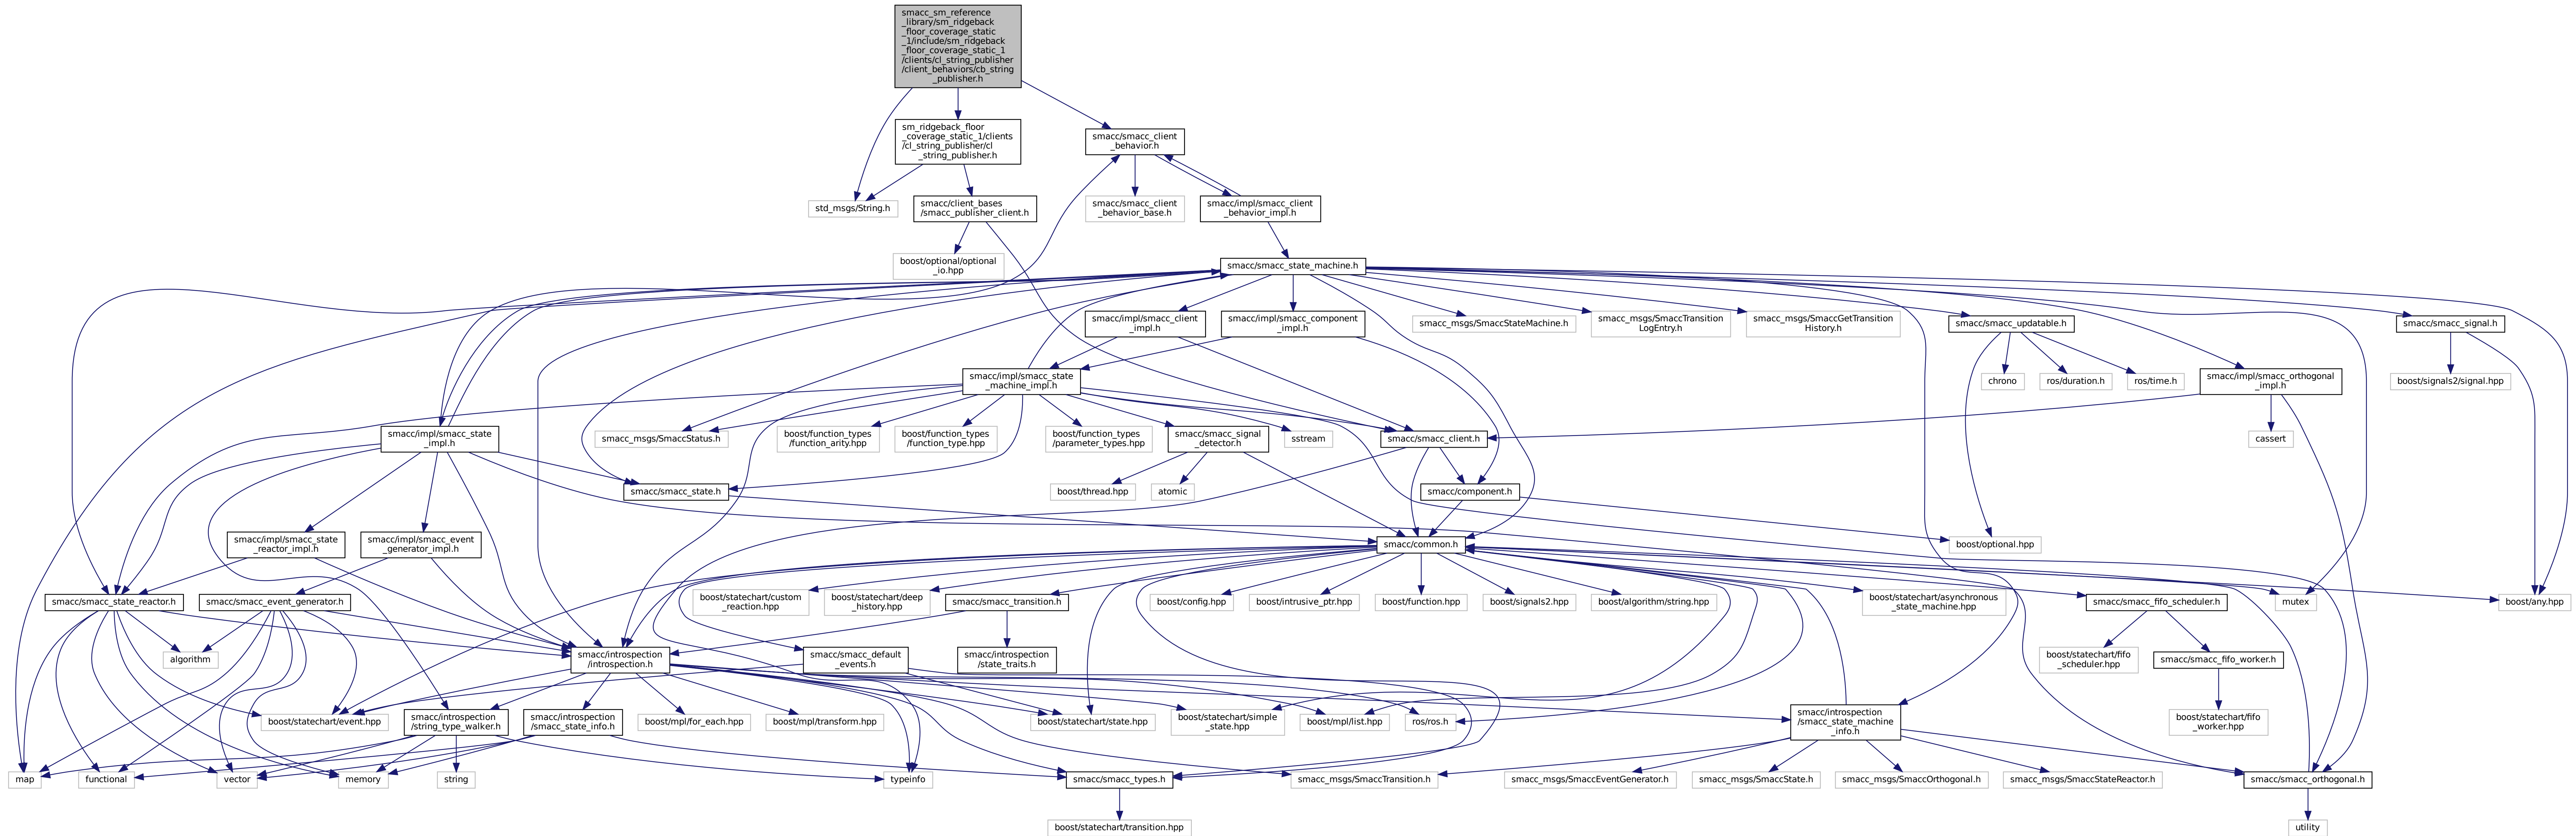 smacc_sm_reference
_library/sm_ridgeback
_floor_coverage_static
_1/include/sm_ridgeback
_floor_coverage_static_1
/clients/cl_string_publisher
/client_behaviors/cb_string
_publisher.h
sm_ridgeback_floor
_coverage_static_1/clients
/cl_string_publisher/cl
_string_publisher.h
smacc/smacc_client
_behavior.h
std_msgs/String.h
smacc/client_bases
/smacc_publisher_client.h
smacc/smacc_client
_behavior_base.h
smacc/impl/smacc_client
_behavior_impl.h
boost/optional/optional
_io.hpp
smacc/smacc_state_machine.h
smacc/impl/smacc_client
_impl.h
smacc/impl/smacc_component
_impl.h
smacc_msgs/SmaccStateMachine.h
smacc_msgs/SmaccTransition
LogEntry.h
smacc_msgs/SmaccGetTransition
History.h
smacc/smacc_updatable.h
smacc/smacc_signal.h
smacc/impl/smacc_state
_machine_impl.h
chrono
ros/duration.h
ros/time.h
smacc/impl/smacc_orthogonal
_impl.h
boost/signals2/signal.hpp
smacc/impl/smacc_state
_impl.h
smacc_msgs/SmaccStatus.h
boost/function_types
/function_arity.hpp
boost/function_types
/function_type.hpp
boost/function_types
/parameter_types.hpp
smacc/smacc_signal
_detector.h
sstream
smacc/smacc_client.h
cassert
smacc/smacc_state.h
boost/thread.hpp
atomic
smacc/component.h
smacc/impl/smacc_state
_reactor_impl.h
smacc/impl/smacc_event
_generator_impl.h
smacc/common.h
boost/optional.hpp
smacc/smacc_state_reactor.h
smacc/smacc_event_generator.h
boost/statechart/custom
_reaction.hpp
boost/statechart/deep
_history.hpp
smacc/smacc_transition.h
boost/config.hpp
boost/intrusive_ptr.hpp
boost/function.hpp
boost/signals2.hpp
boost/algorithm/string.hpp
boost/statechart/asynchronous
_state_machine.hpp
smacc/smacc_fifo_scheduler.h
mutex
boost/any.hpp
algorithm
smacc/introspection
/introspection.h
smacc/smacc_default
_events.h
smacc/introspection
/state_traits.h
boost/statechart/fifo
_scheduler.hpp
smacc/smacc_fifo_worker.h
boost/statechart/event.hpp
smacc/introspection
/string_type_walker.h
smacc/introspection
/smacc_state_info.h
boost/mpl/for_each.hpp
boost/mpl/transform.hpp
boost/statechart/state.hpp
boost/statechart/simple
_state.hpp
boost/mpl/list.hpp
ros/ros.h
smacc/introspection
/smacc_state_machine
_info.h
boost/statechart/fifo
_worker.hpp
map
functional
vector
memory
string
typeinfo
smacc/smacc_types.h
smacc_msgs/SmaccTransition.h
smacc_msgs/SmaccEventGenerator.h
smacc_msgs/SmaccState.h
smacc_msgs/SmaccOrthogonal.h
smacc_msgs/SmaccStateReactor.h
smacc/smacc_orthogonal.h
boost/statechart/transition.hpp
utility